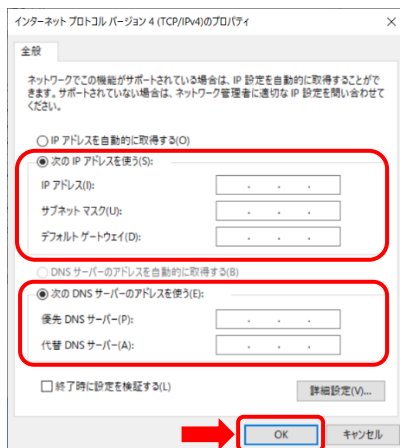 インターネット プロトコル バージョン 4 (TCP/IPv4)のプロパティ
全般
ネットワークでこの機能がサポートされている場合は、IP 設定を自動的に取得することがで
きます。サポートされていない場合は、ネットワーク管理者に適切な IP 設定を問い合わせて
ください。
IP アドレスを自動的に取得する(O)
次の IP アドレスを使う(S):
IP アドレス(I):
サブネット マスク(U):
デフォルト ゲートウェイ(D):
DNS サーバーのアドレスを自動的に取得する(B)
次の DNS サーバーのアドレスを使う(E):
優先 DNS サーバー(P):
代替 DNS サーバー(A):
終了時に設定を検証する(L)
詳細設定(V)...
OK
キャンセル